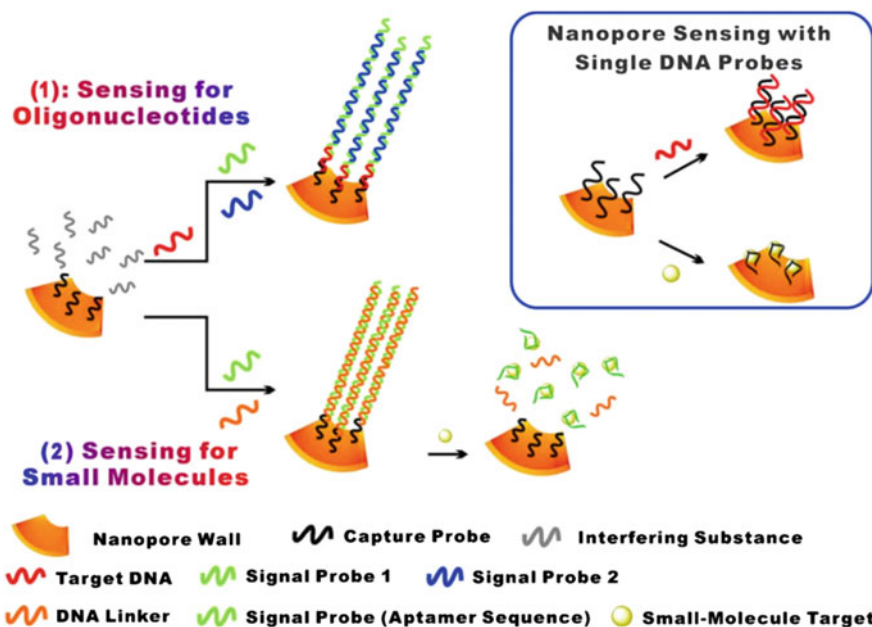 Nanopore Sensing with
Single DNA Probes
(1): Sensing for
Oligonucleotides
(2) Sensing for
Small Molecules
Nanopore Wall
Capture Probe
Interfering Substance
Target DNA
Signal Probe 1
Signal Probe 2
DNA Linker
Signal Probe (Aptamer Sequence)
Small-Molecule Target